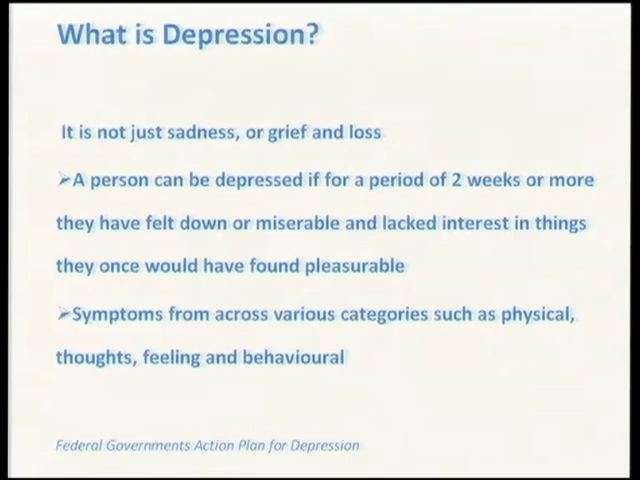 What is Depression?
It is not just sadness, or grief and loss
➢A person can be depressed if for a period of 2 weeks or more
they have felt down or miserable and lacked interest in things
they once would have found pleasurable
➢Symptoms from across various categories such as physical,
thoughts, feeling and behavioural
Federal Governments Action Plan for Depression